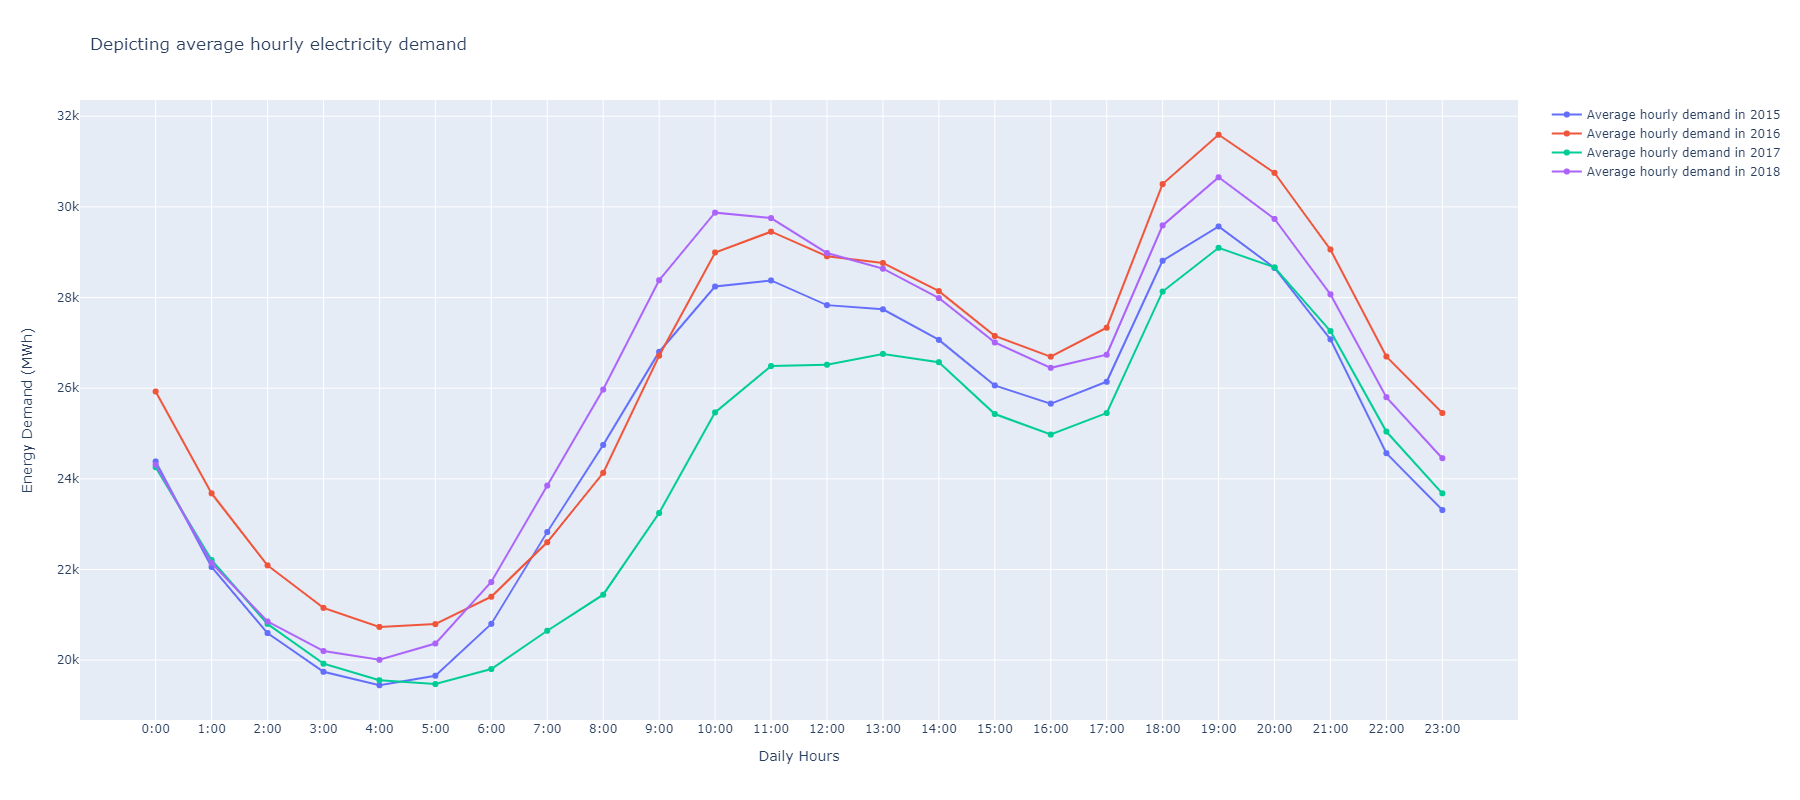 Depicting average hourly electricity demand
32k
30k
28k
26k
24k
22k
20k
Energy Demand (MWh)
0:00 1:00 2:00 3:00 4:00 5:00 6:00 7:00 8:00 9:00 10:00 11:00 12:00 13:00 14:00 15:00 16:00 17:00 18:00 19:00 20:00 21:00 22:00 23:00
Daily Hours
Average hourly demand in 2015
Average hourly demand in 2016
Average hourly demand in 2017
Average hourly demand in 2018